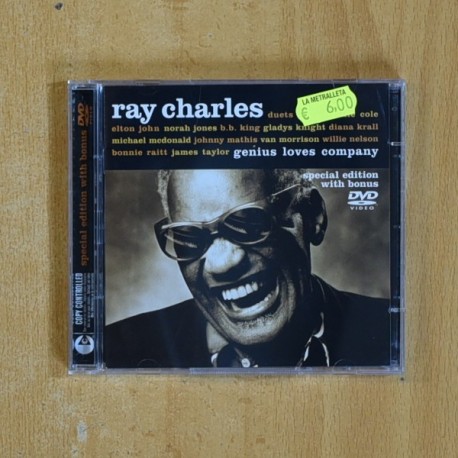 ray charles duets cole
elton john norah jones b.b. king gladys knight diana krall
michael mcdonald johnny mathis van morrison willie nelson
bonnie raitt james taylor genius loves company
special edition
with bonus
DVD
VIDEO
LA METRALLETA
€ 6,00
DVD special edition with bonus
COPY CONTROLLED